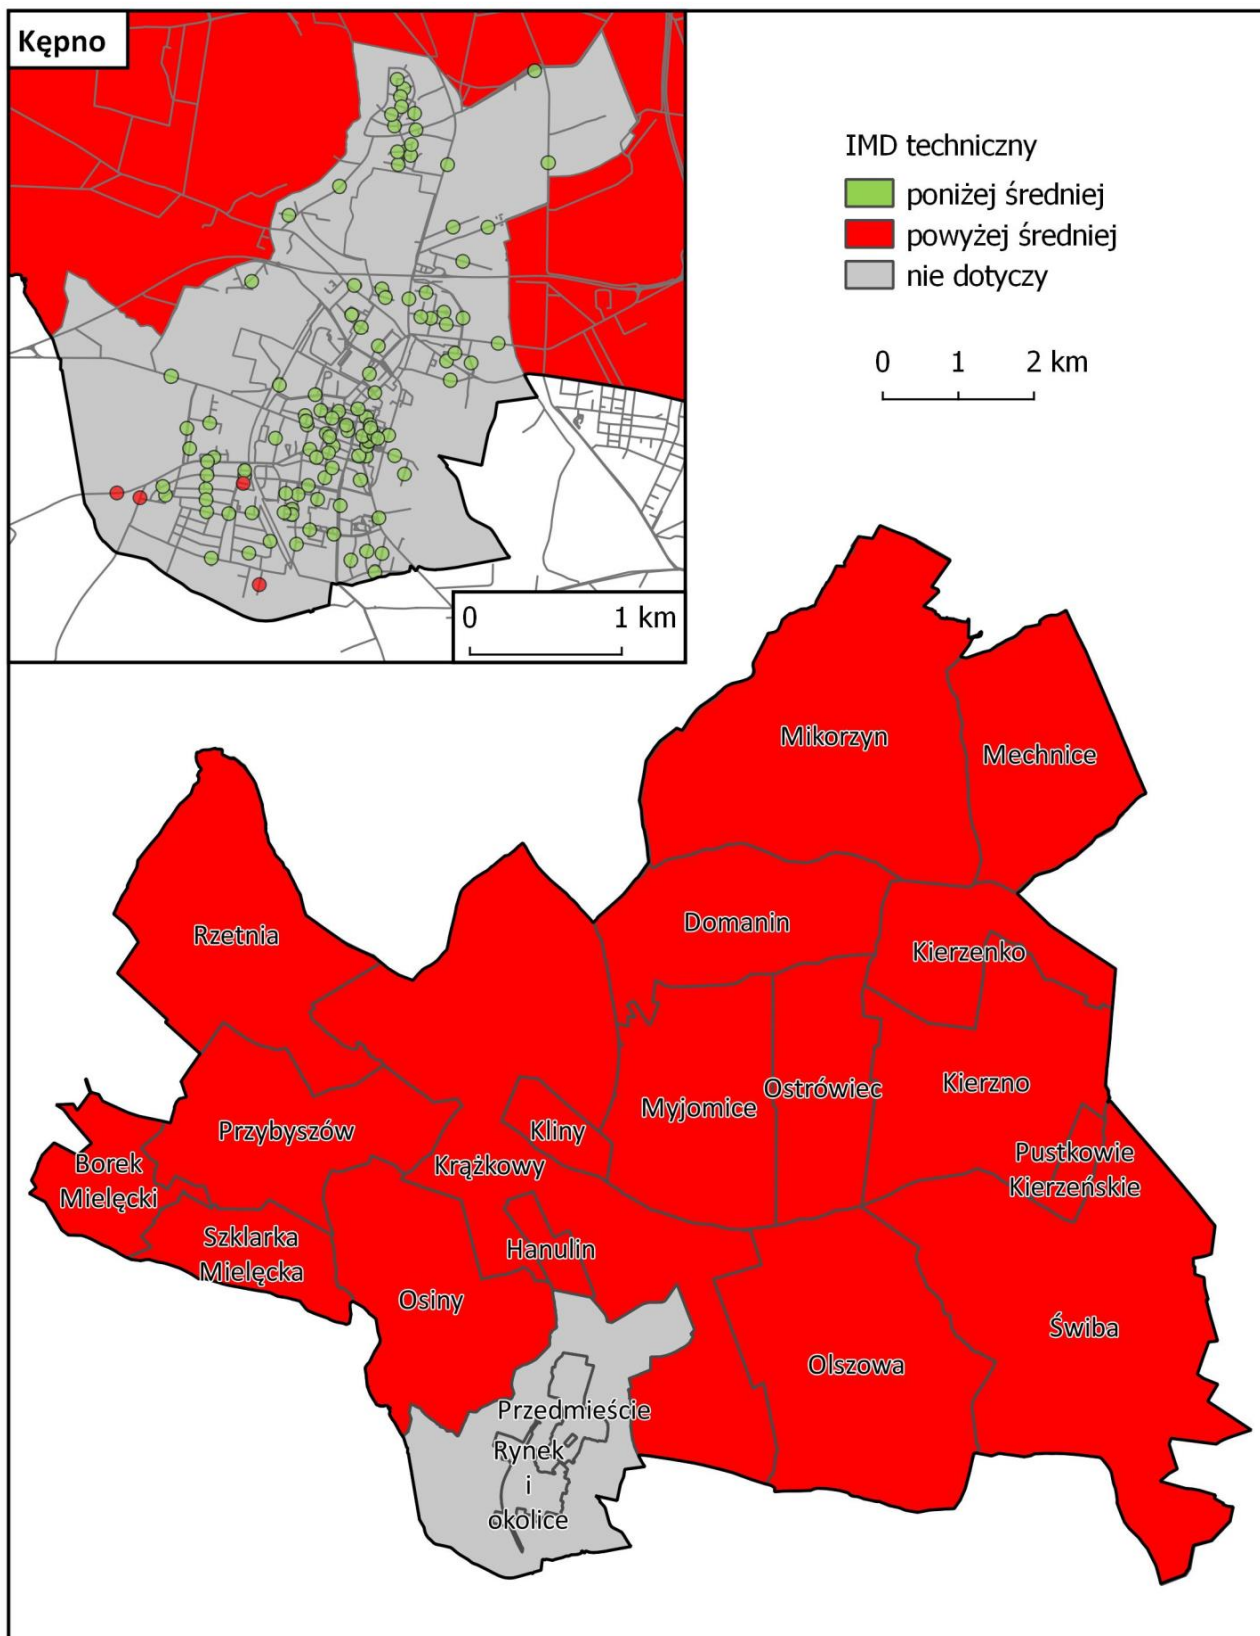 Kępno
IMD techniczny
poniżej średniej
powyżej średniej
nie dotyczy
0 1 2 km
0 1 km
Mikorzyn
Mechnice
Rzetnia
Domanin
Kierzenko
Kierzno
Ostrówiec
Myjomice
Kliny
Przybyszów
Krążkowy
Pustkowie
Kierzeńskie
Borek
Mielęcki
Szklarka
Mielęcka
Hanulin
Osiny
Świba
Olszowa
Przedmieście
Rynek
i
okolice